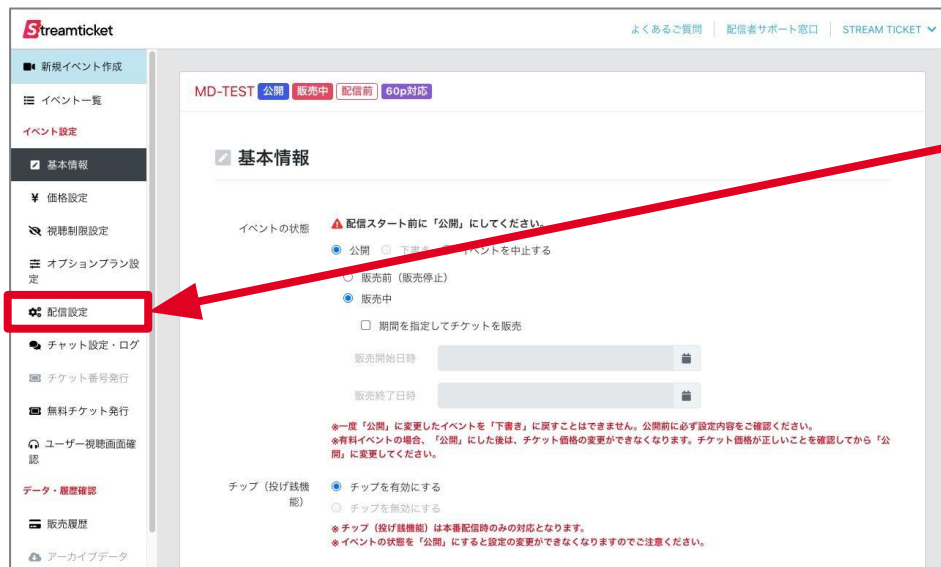 Streamticket
よくあるご質問
配信者サポート窓口
STREAM TICKET
新規イベント作成
イベント一覧
イベント設定
基本情報
価格設定
視聴制限設定
オプションプラン設
定
配信設定
チャット設定・ログ
チケット番号発行
無料チケット発行
ユーザー視聴画面確
認
データ・履歴確認
販売履歴
アーカイブデータ
MD-TEST 公開 販売中 配信前 60p対応
基本情報
イベントの状態
配信スタート前に「公開」にしてください。
公開 下書き イベントを中止する
販売前（販売停止）
販売中
期間を指定してチケットを販売
販売開始日時
販売終了日時
※一度「公開」に変更したイベントを「下書き」に戻すことはできません。公開前に必ず設定内容をご確認ください。
※有料イベントの場合、「公開」にした後は、チケット価格の変更ができなくなります。チケット価格が正しいことを確認してから「公
開」に変更してください。
チップ（投げ銭機
能）
チップを有効にする
チップを無効にする
※チップ（投げ銭機能）は本番配信時のみの対応となります。
※イベントの状態を「公開」にすると設定の変更ができなくなりますのでご注意ください。